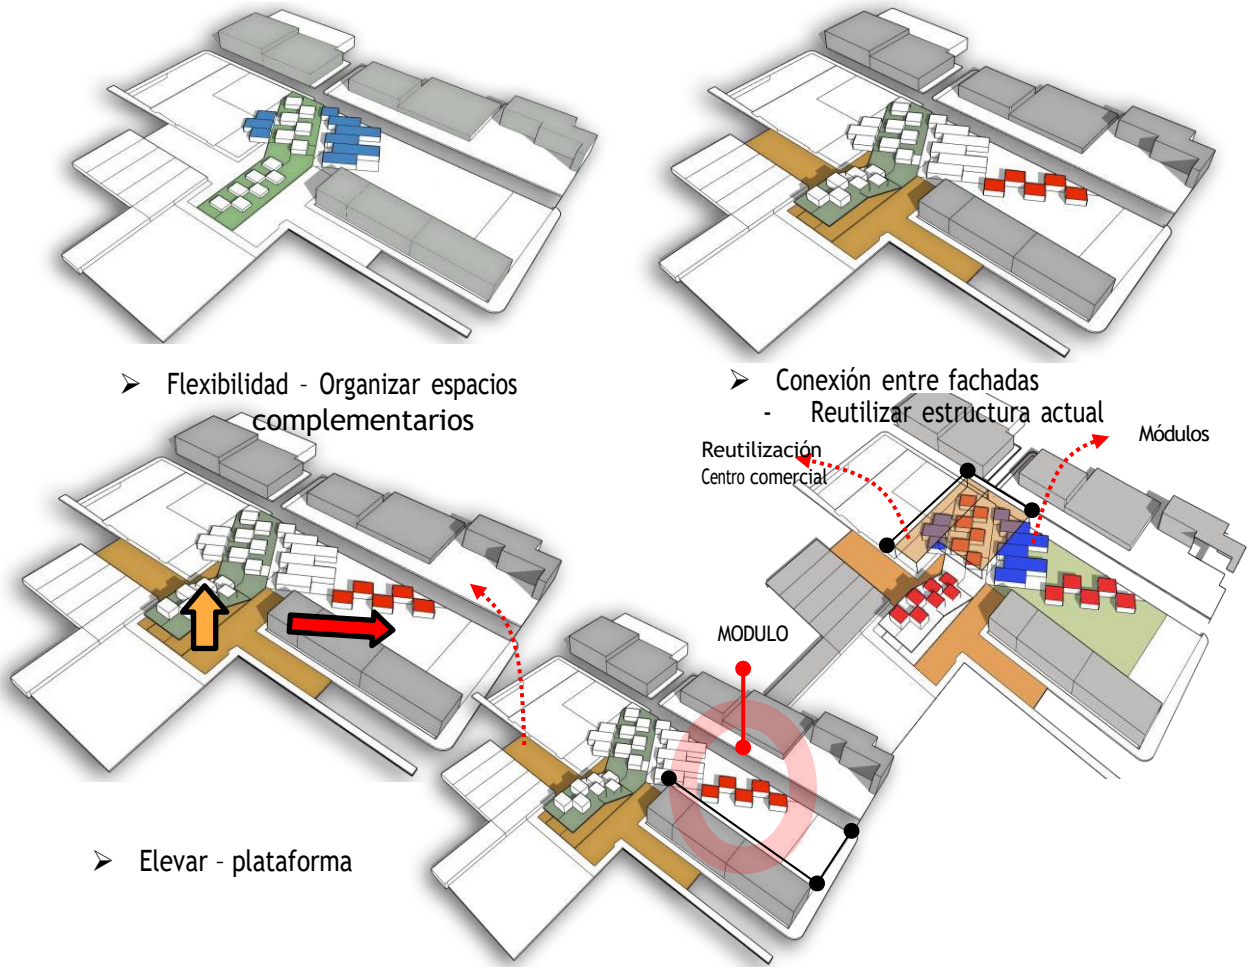 ➢ Flexibilidad - Organizar espacios
complementarios
➢ Conexión entre fachadas
- Reutilizar estructura actual
Reutilización
Centro comercial
Módulos
MODULO
➢ Elevar - plataforma